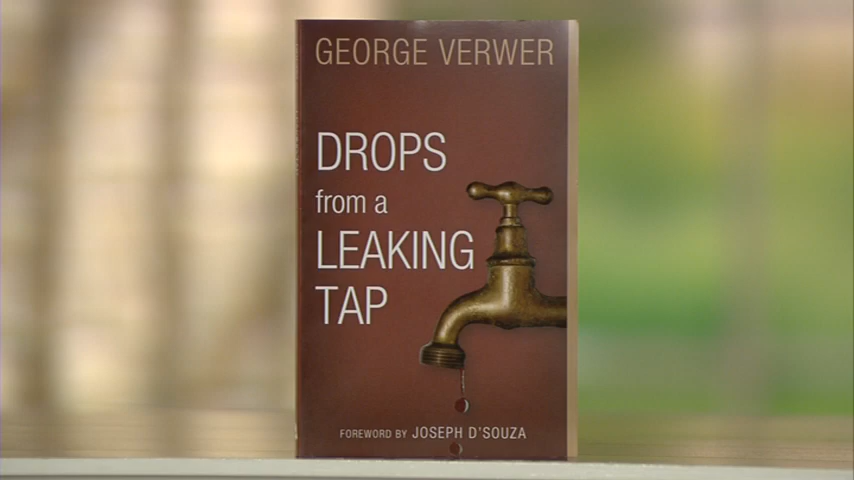 GEORGE VERWER
DROPS
from a
LEAKING
TAP
FOREWORD BY JOSEPH D'SOUZA